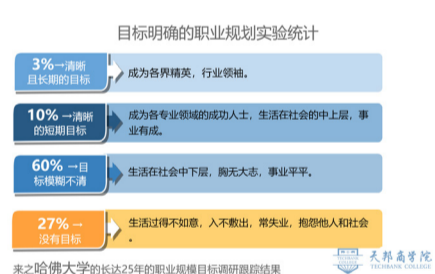 目标明确的职业规划实验统计
3%→清晰
且长期的目标
成为各界精英，行业领袖。
10%→清晰
的短期目标
成为各专业领域的成功人士，生活在社会的中上层，事
业有成。
60%→目
标模糊不清
生活在社会中下层，胸无大志，事业平平。
27%→
没有目标
生活过得不如意，入不敷出，常失业，抱怨他人和社会
。
来之哈佛大学的长达25年的职业规模目标调研跟踪结果
天邦商学院
TECHBANK COLLEGE